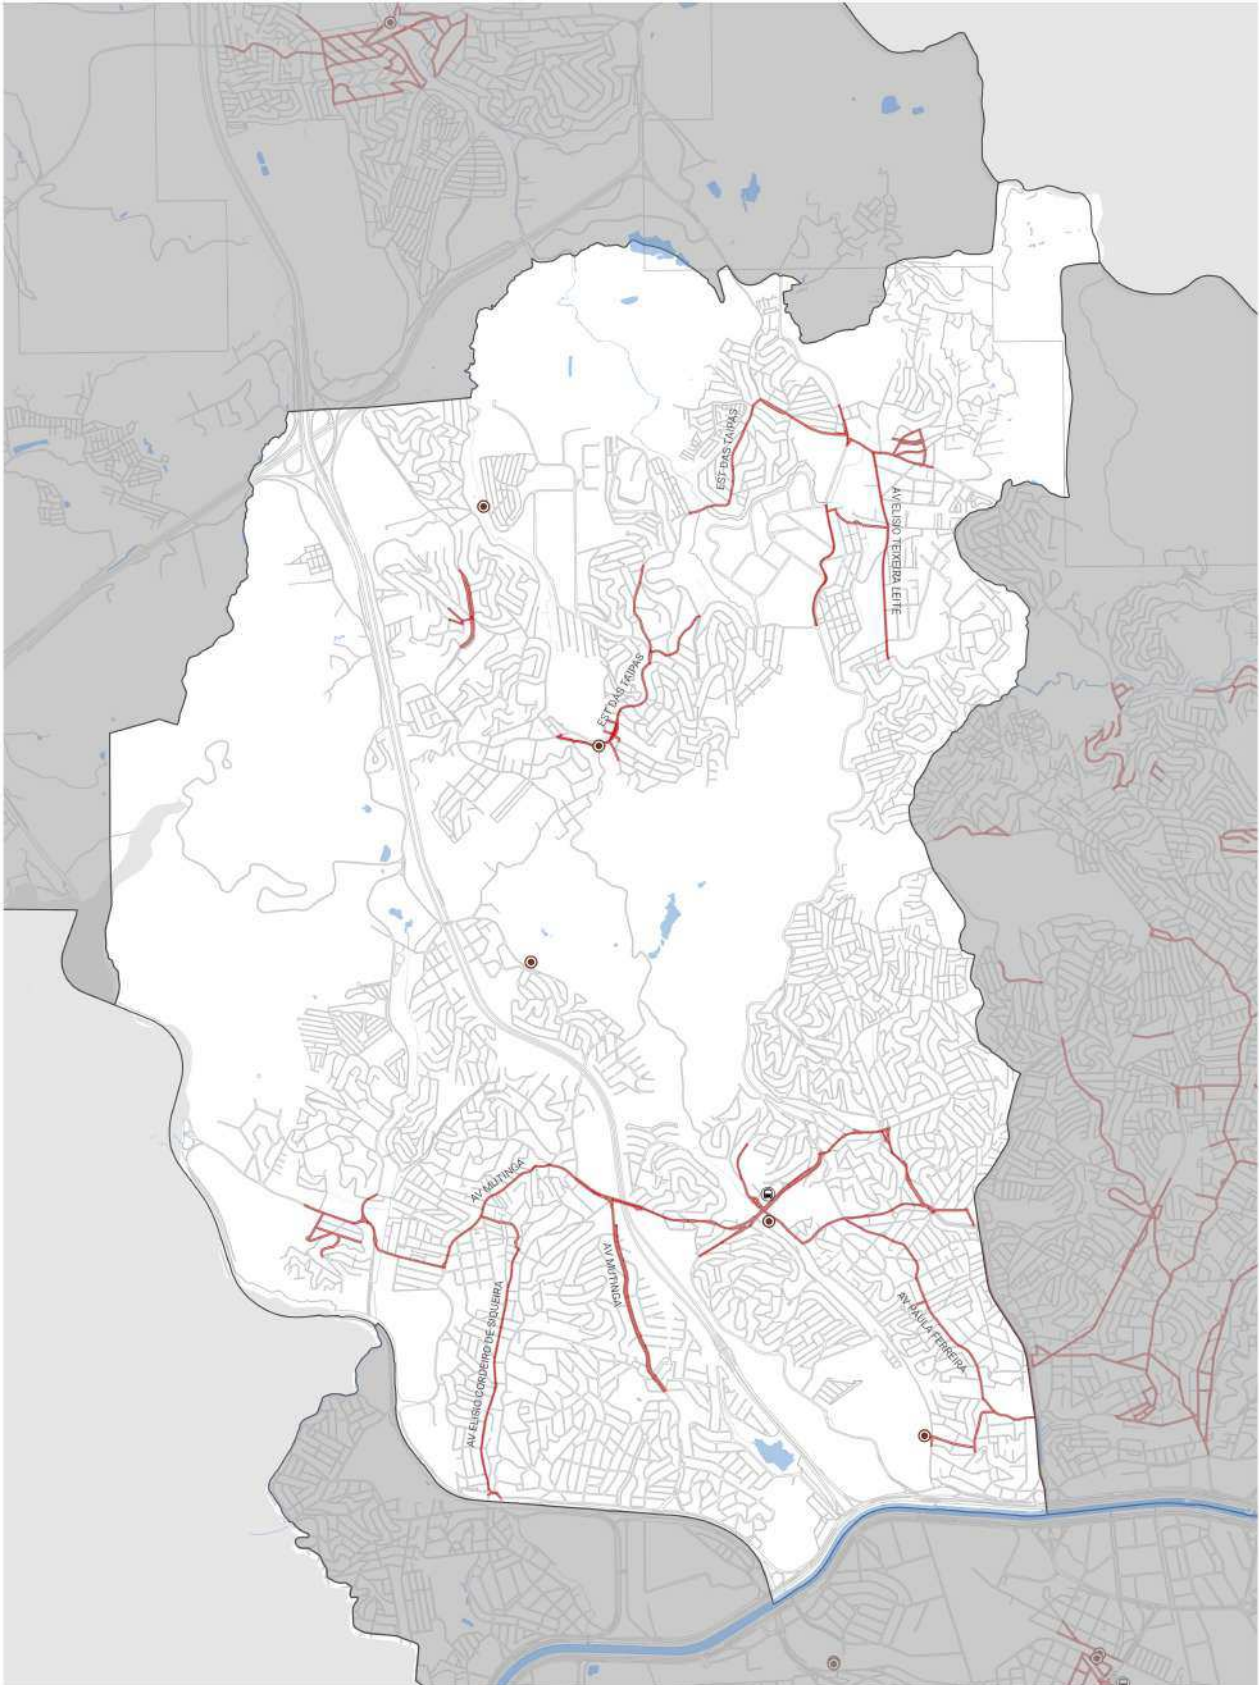 EST DAS TAIPAS
AV ELISIO TEIXEIRA LEITE
EST DAS TAIPAS
AV MUTINGA
AV MUTINGA
AV ELISIO CORDEIRO DE SIQUEIRA
AV PAULA FERREIRA